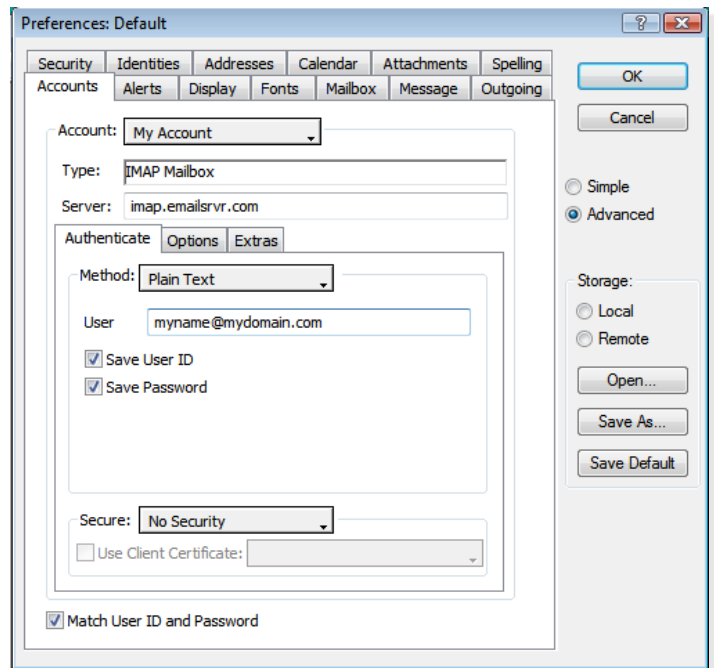 Preferences: Default
Security Identities Addresses Calendar Attachments Spelling
Accounts Alerts Display Fonts Mailbox Message Outgoing
OK
Cancel
Account: My Account
Type: IMAP Mailbox
Server: imap.emailsrvr.com
Simple
Advanced
Authenticate Options Extras
Method: Plain Text
User myname@mydomain.com
Save User ID
Save Password
Storage:
Local
Remote
Open...
Save As...
Save Default
Secure: No Security
Use Client Certificate:
Match User ID and Password